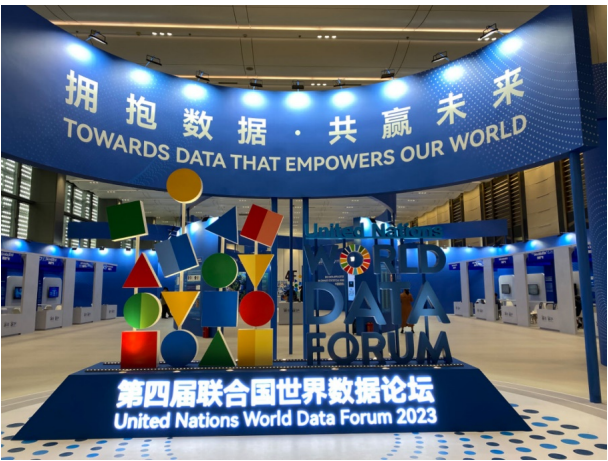 拥抱数据·共赢未来
TOWARDS DATA THAT EMPOWERS OUR WORLD
United Nations
WORLD
DATA
FORUM
第四届联合国世界数据论坛
United Nations World Data Forum 2023